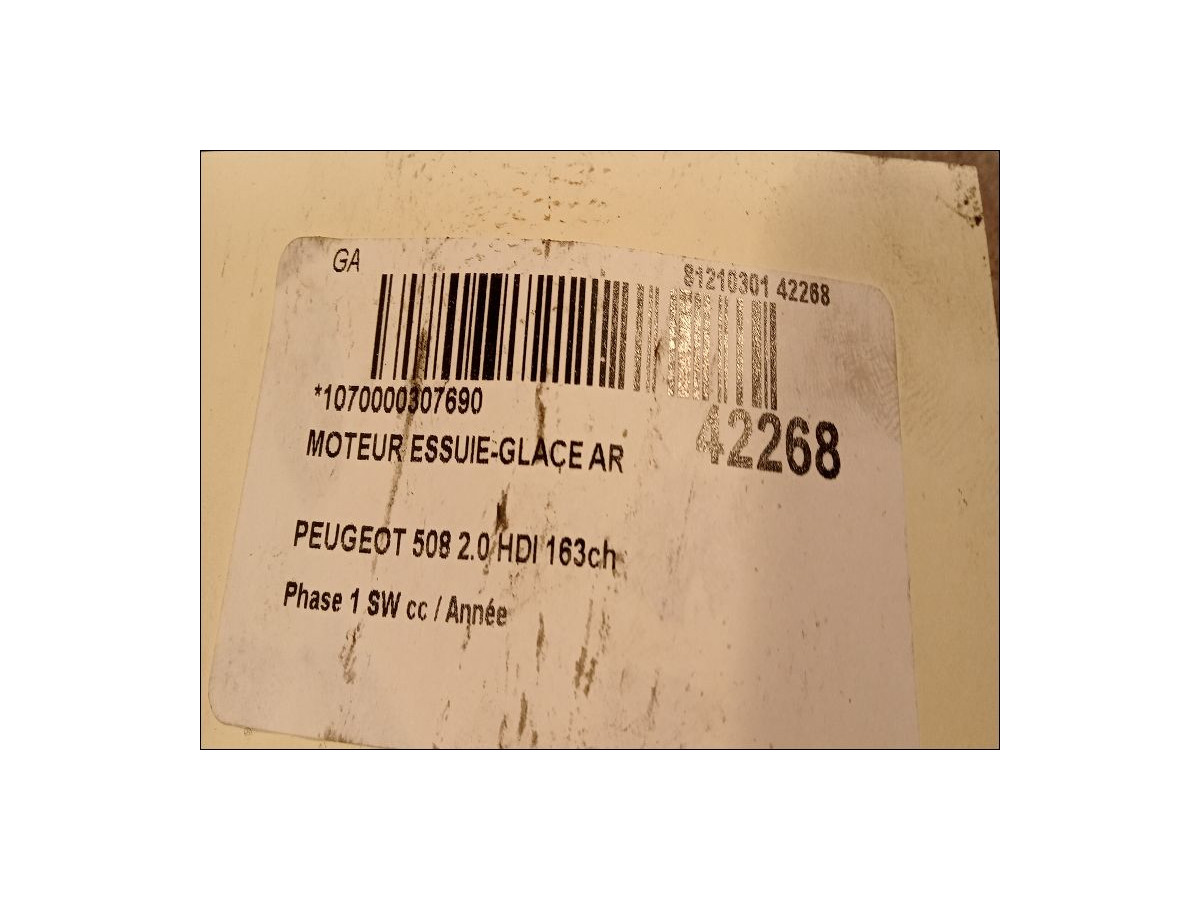 GA
81210301 42268
*1070000307690
42268
MOTEUR ESSUIE-GLACE AR
PEUGEOT 508 2.0 HDI 163ch
Phase 1 SW cc / Année